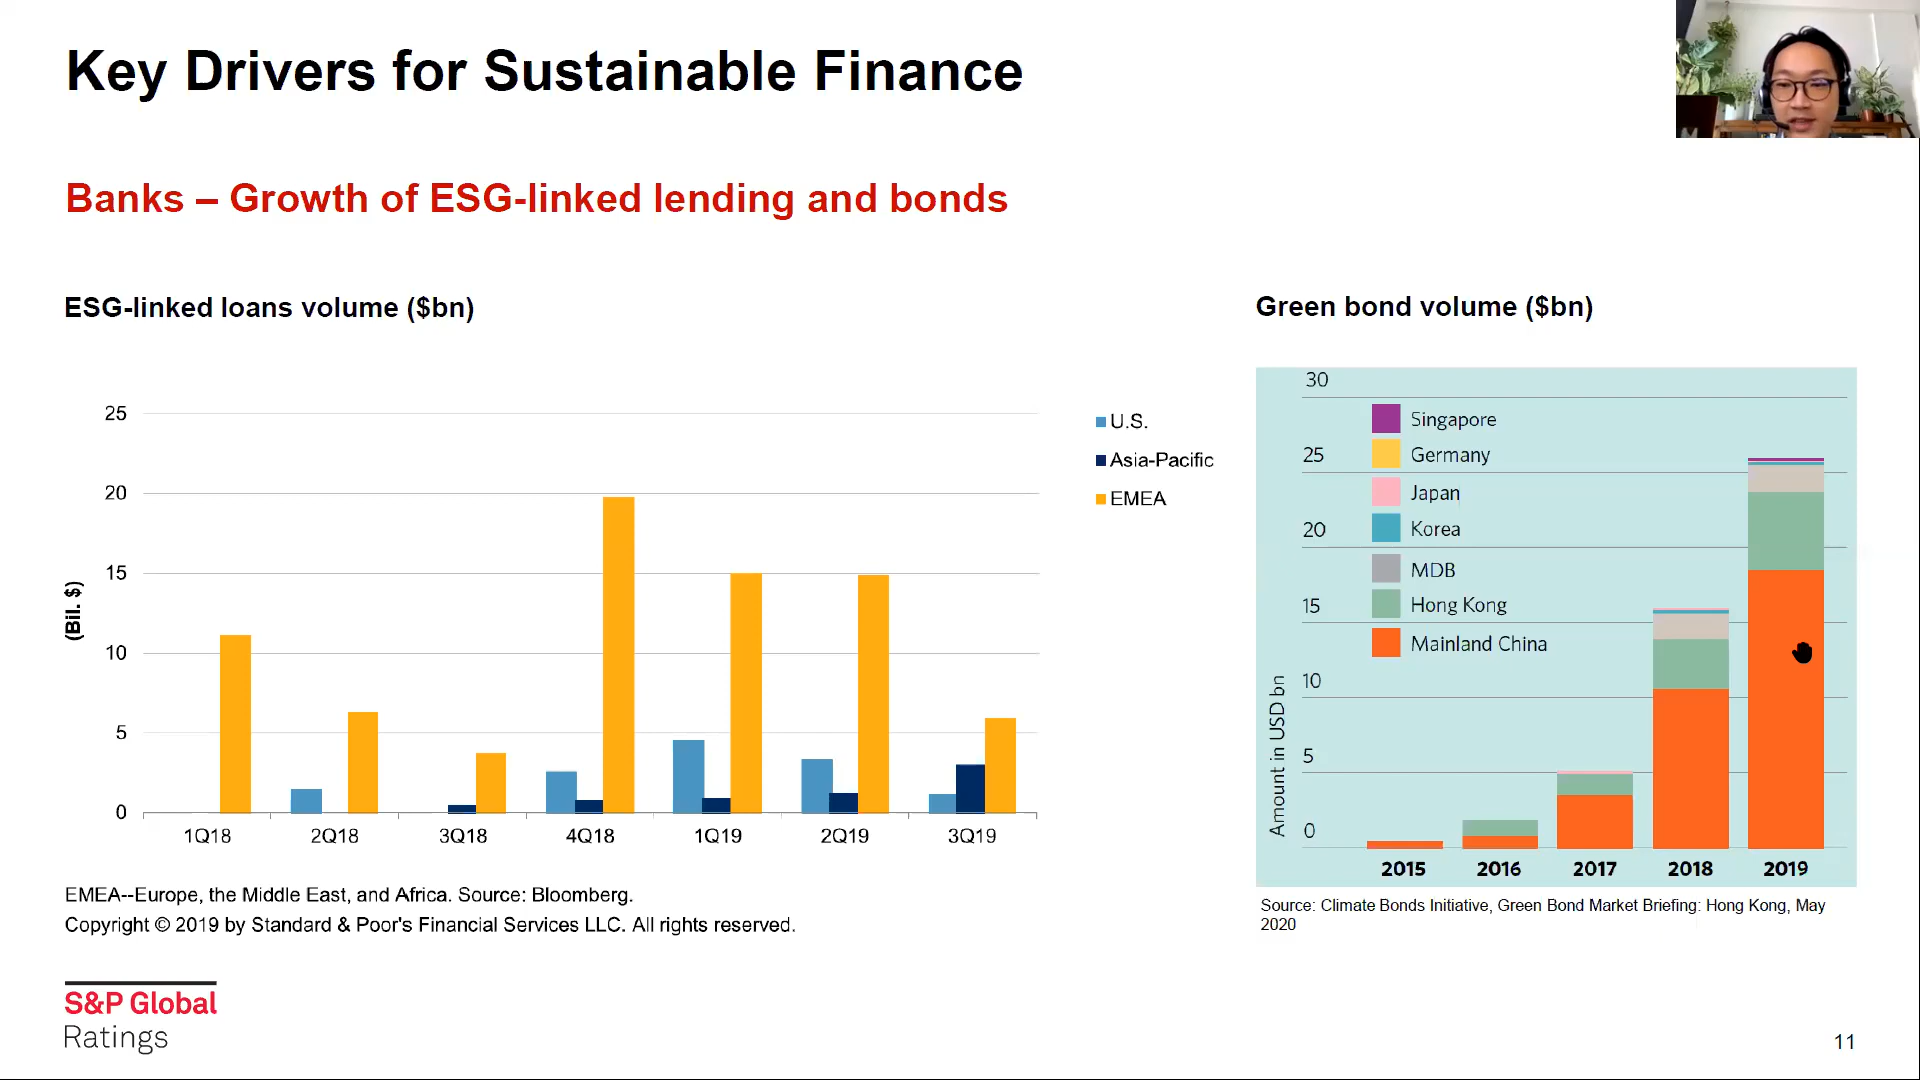 Key Drivers for Sustainable Finance
Banks – Growth of ESG-linked lending and bonds
ESG-linked loans volume ($bn)
25
20
15
10
5
0
(Bil. $)
1Q18 2Q18 3Q18 4Q18 1Q19 2Q19 3Q19
U.S.
Asia-Pacific
EMEA
EMEA--Europe, the Middle East, and Africa. Source: Bloomberg.
Copyright © 2019 by Standard & Poor's Financial Services LLC. All rights reserved.
Green bond volume ($bn)
30
25
20
15
10
5
0
Amount in USD bn
Singapore
Germany
Japan
Korea
MDB
Hong Kong
Mainland China
2015 2016 2017 2018 2019
Source: Climate Bonds Initiative, Green Bond Market Briefing: Hong Kong, May
2020
S&P Global
Ratings
11